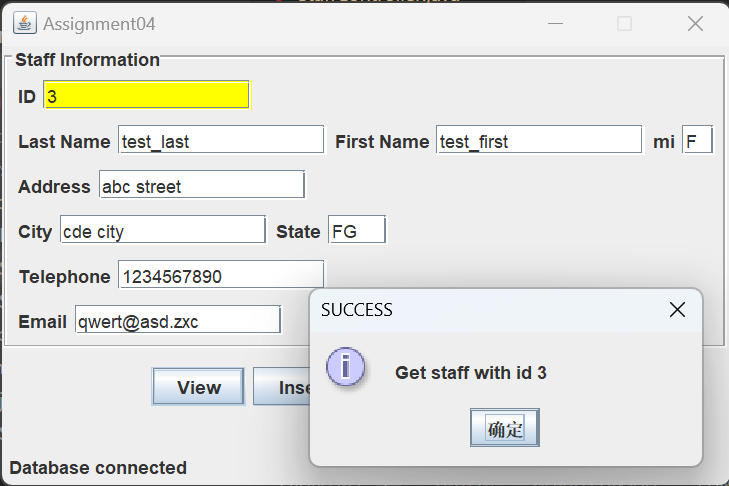 Assignment04
Staff Information
ID 3
Last Name test_last First Name test_first mi F
Address abc street
City cde city State FG
Telephone 1234567890
Email qwert@asd.zxc
SUCCESS
Get staff with id 3
View
确定
Database connected